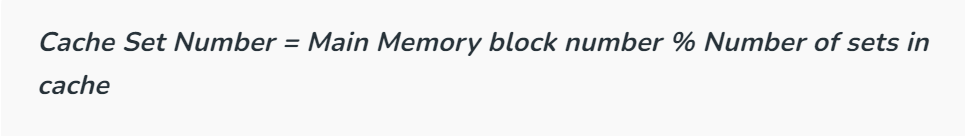 Cache Set Number = Main Memory block number % Number of sets in
cache